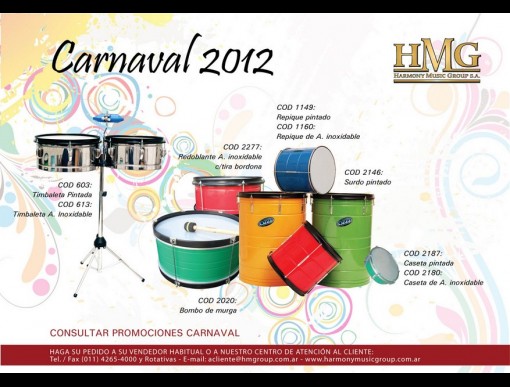 Carnaval 2012
HMG
HARMONY MUSIC GROUP S.A.
COD 1149:
Repique pintado
COD 1160:
Repique de A. inoxidable
COD 2277:
Redoblante A. inoxidable
c/tira bordona
COD 2146:
Surdo pintado
COD 603:
Timbaleta Pintada
COD 613:
Timbaleta A. Inoxidable
COD 2187:
Caseta pintada
COD 2180:
Caseta de A. inoxidable
COD 2020:
Bombo de murga
CONSULTAR PROMOCIONES CARNAVAL
HAGA SU PEDIDO A SU VENDEDOR HABITUAL O A NUESTRO CENTRO DE ATENCIÓN AL CLIENTE:
Tel. / Fax (011) 4265-4000 y Rotativas - E-mail: acliente@hmgroup.com.ar - www.harmonymusicgroup.com.ar